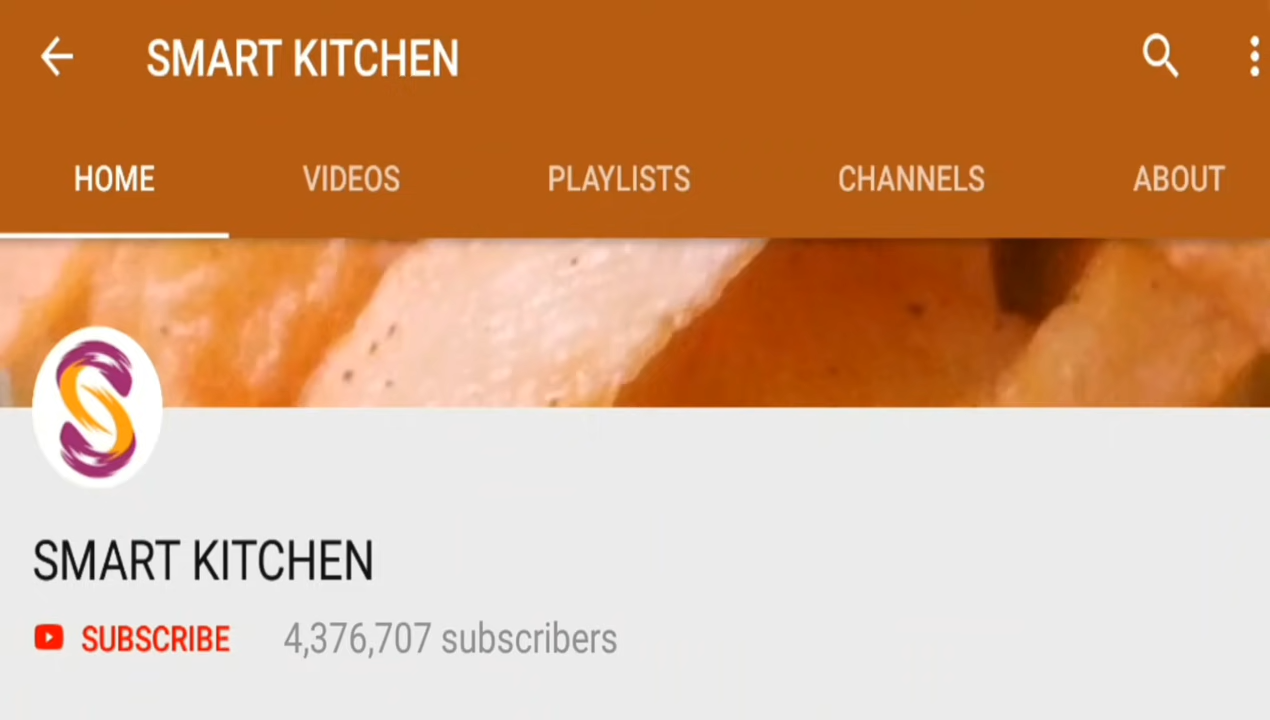 SMART KITCHEN
HOME VIDEOS PLAYLISTS CHANNELS ABOUT
SMART KITCHEN
SUBSCRIBE 4,376,707 subscribers